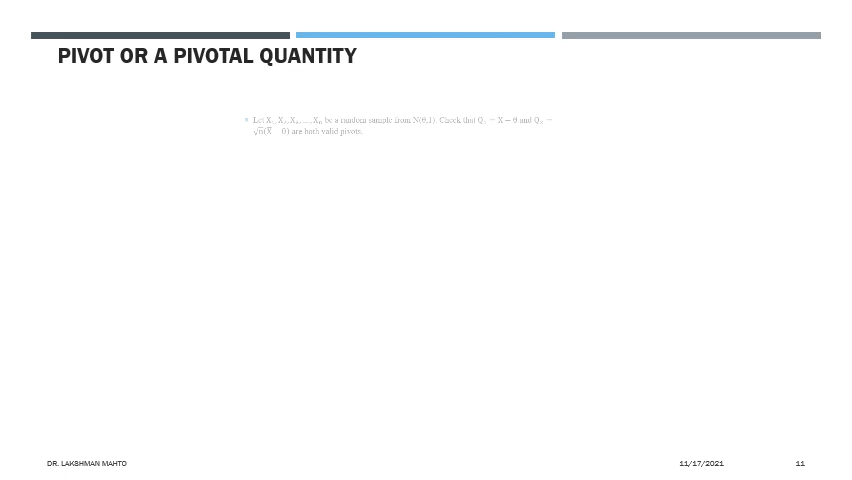 PIVOT OR A PIVOTAL QUANTITY
Let X₁, X₂, X₃, ..., Xₙ be a random sample from N(θ,1). Check that Q₁ = X̅ − θ and Q₂ =
√n(X̅ − θ) are both valid pivots.
DR. LAKSHMAN MAHTO
11/17/2021
11